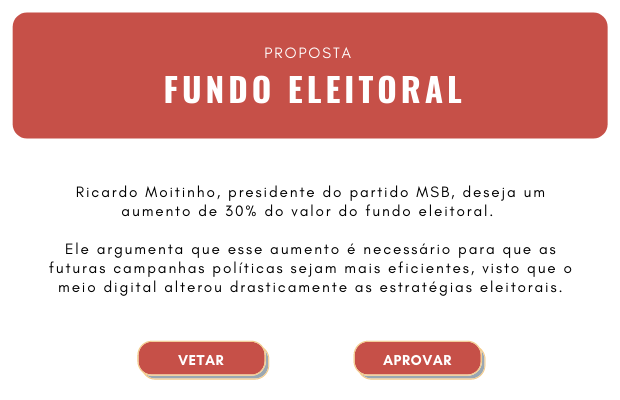 PROPOSTA
FUNDO ELEITORAL
Ricardo Moitinho, presidente do partido MSB, deseja um
aumento de 30% do valor do fundo eleitoral.
Ele argumenta que esse aumento é necessário para que as
futuras campanhas políticas sejam mais eficientes, visto que o
meio digital alterou drasticamente as estratégias eleitorais.
VETAR
APROVAR